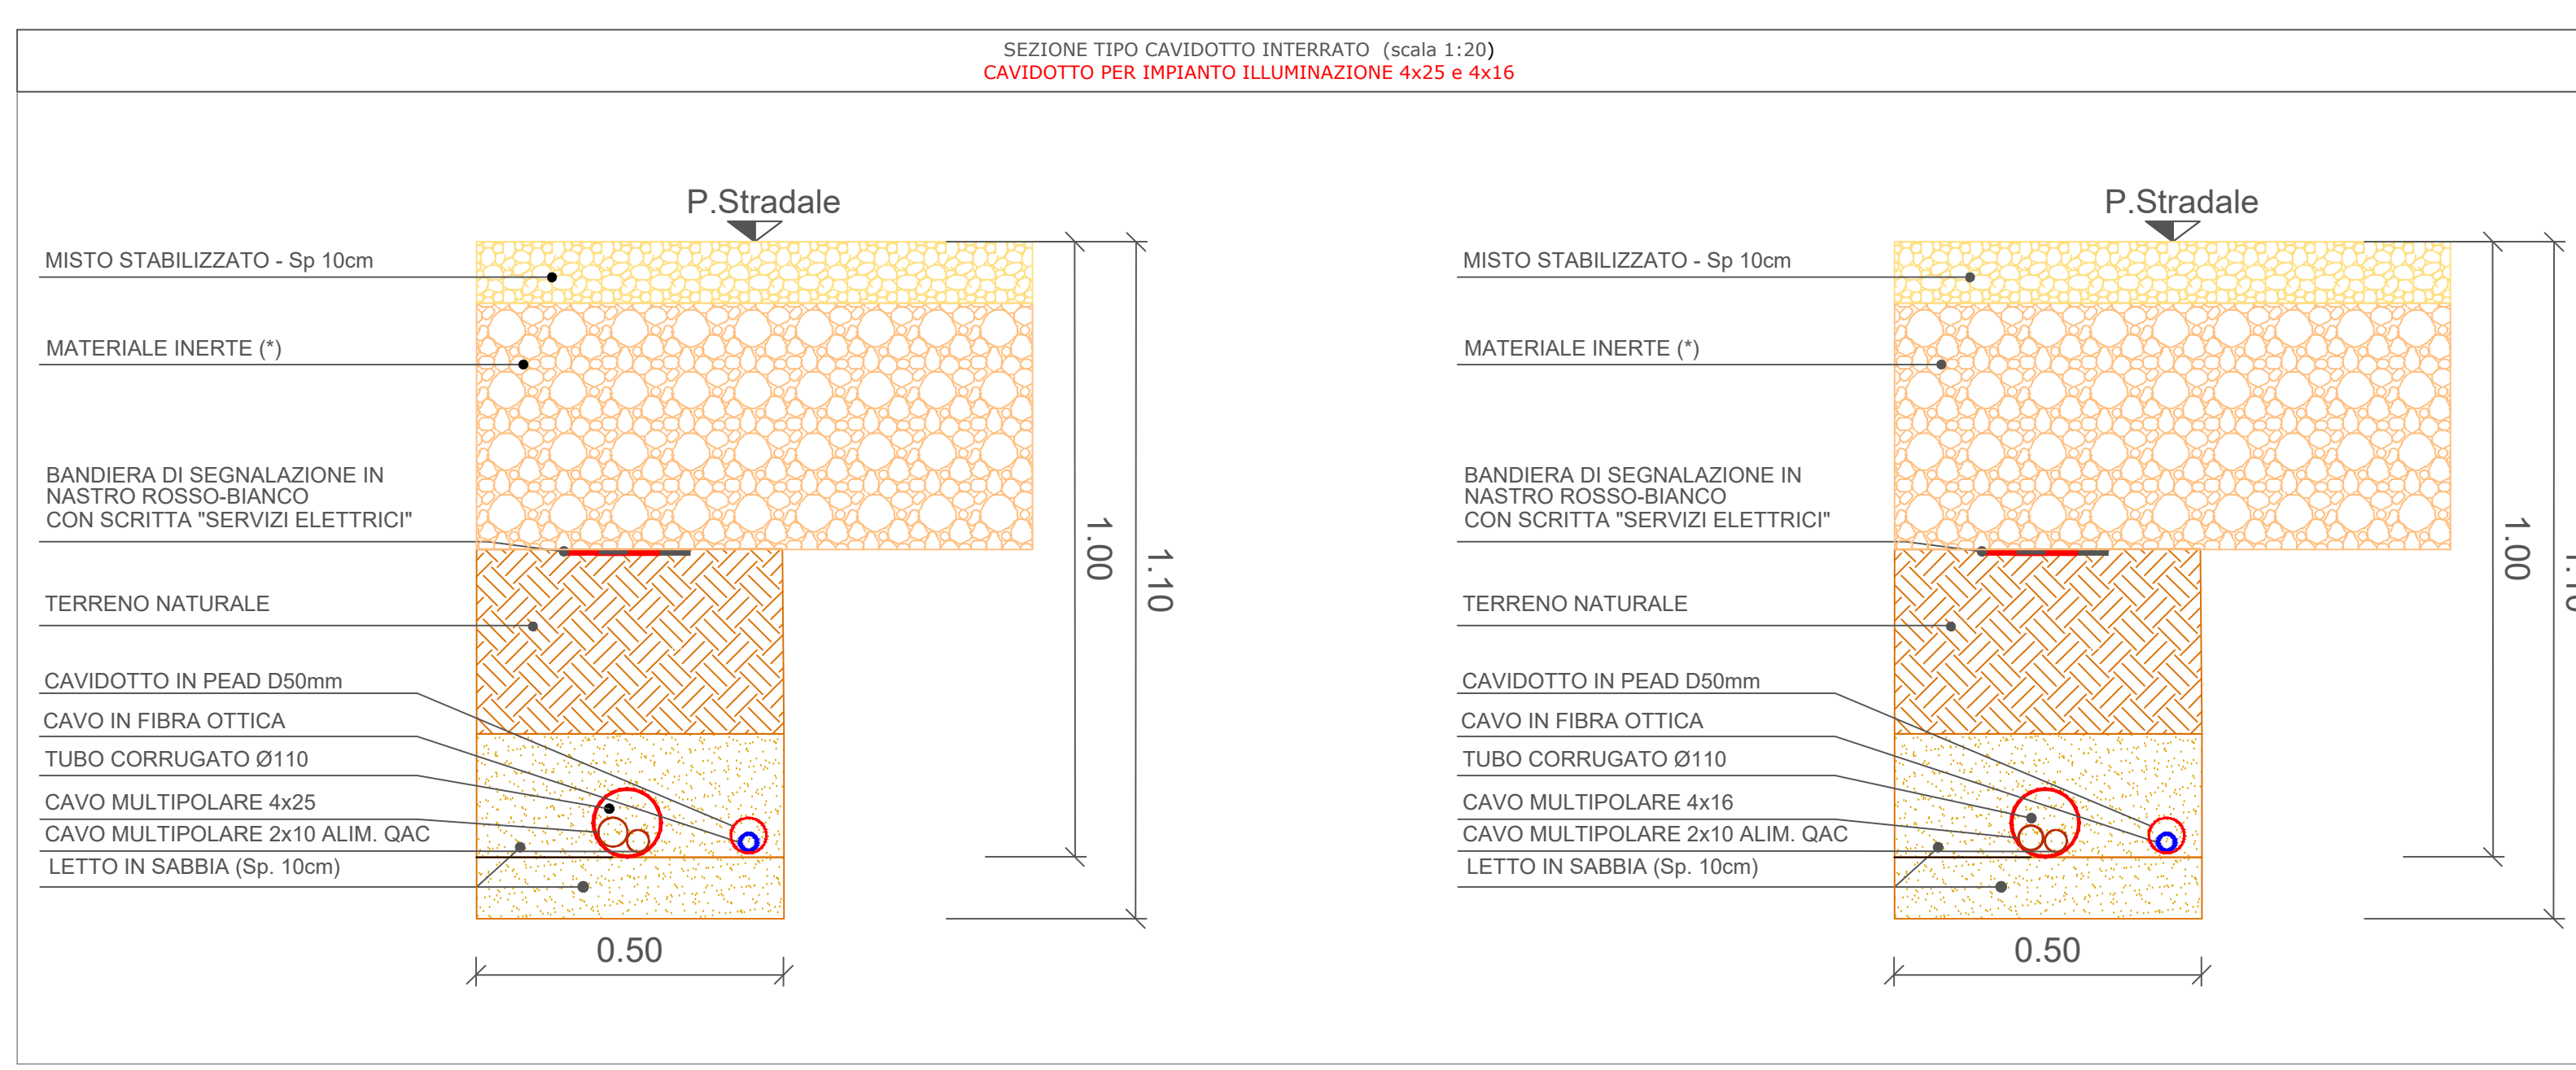 SEZIONE TIPO CAVIDOTTO INTERRATO (scala 1:20)
CAVIDOTTO PER IMPIANTO ILLUMINAZIONE 4x25 e 4x16
P.Stradale
MISTO STABILIZZATO - Sp 10cm
MATERIALE INERTE (*)
BANDIERA DI SEGNALAZIONE IN
NASTRO ROSSO-BIANCO
CON SCRITTA "SERVIZI ELETTRICI"
TERRENO NATURALE
CAVIDOTTO IN PEAD D50mm
CAVO IN FIBRA OTTICA
TUBO CORRUGATO Ø110
CAVO MULTIPOLARE 4x25
CAVO MULTIPOLARE 2x10 ALIM. QAC
LETTO IN SABBIA (Sp. 10cm)
1.00
1.10
0.50
P.Stradale
MISTO STABILIZZATO - Sp 10cm
MATERIALE INERTE (*)
BANDIERA DI SEGNALAZIONE IN
NASTRO ROSSO-BIANCO
CON SCRITTA "SERVIZI ELETTRICI"
TERRENO NATURALE
CAVIDOTTO IN PEAD D50mm
CAVO IN FIBRA OTTICA
TUBO CORRUGATO Ø110
CAVO MULTIPOLARE 4x16
CAVO MULTIPOLARE 2x10 ALIM. QAC
LETTO IN SABBIA (Sp. 10cm)
1.00
1.10
0.50